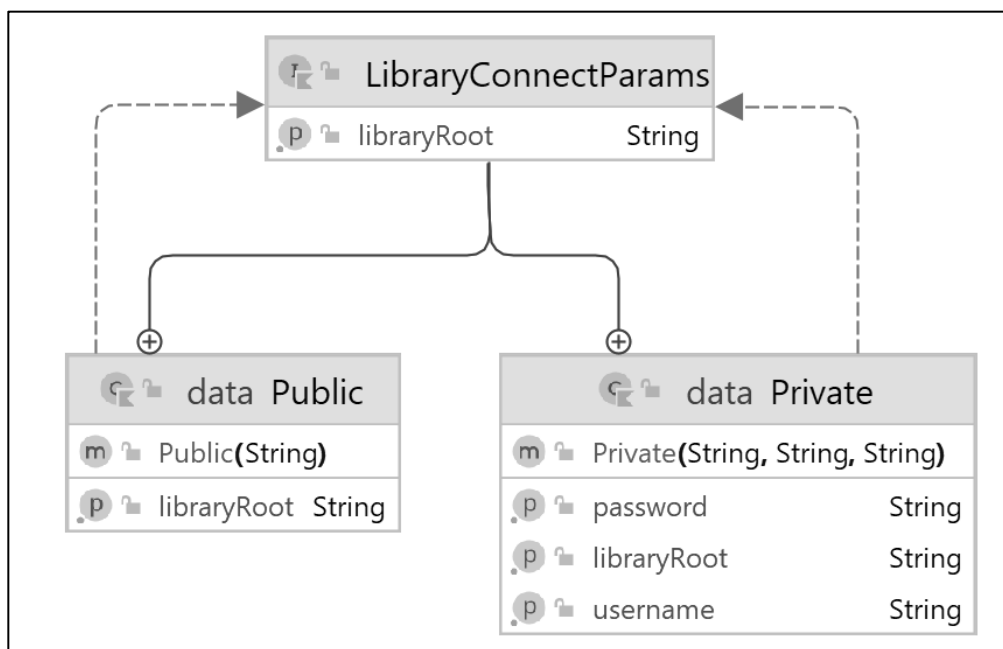 LibraryConnectParams
libraryRoot String
data Public
Public(String)
libraryRoot String
data Private
Private(String, String, String)
password String
libraryRoot String
username String